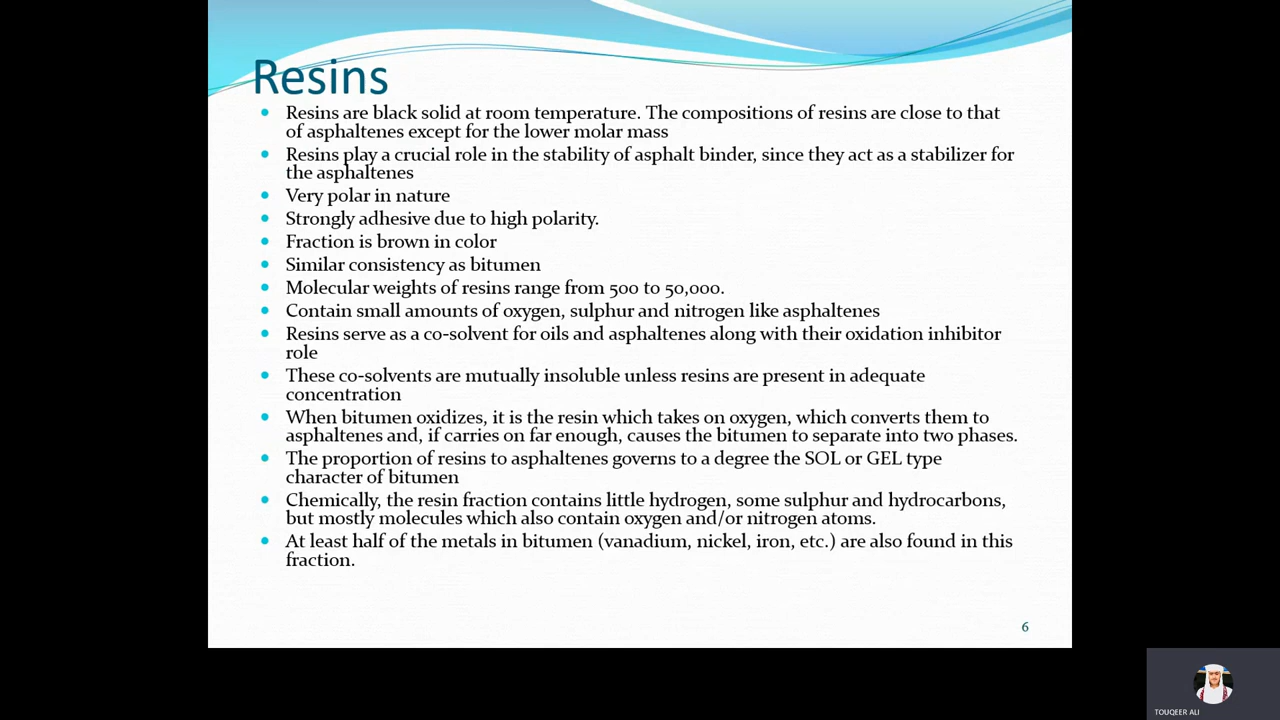 Resins
• Resins are black solid at room temperature. The compositions of resins are close to that
of asphaltenes except for the lower molar mass
• Resins play a crucial role in the stability of asphalt binder, since they act as a stabilizer for
the asphaltenes
• Very polar in nature
• Strongly adhesive due to high polarity.
• Fraction is brown in color
• Similar consistency as bitumen
• Molecular weights of resins range from 500 to 50,000.
• Contain small amounts of oxygen, sulphur and nitrogen like asphaltenes
• Resins serve as a co-solvent for oils and asphaltenes along with their oxidation inhibitor
role
• These co-solvents are mutually insoluble unless resins are present in adequate
concentration
• When bitumen oxidizes, it is the resin which takes on oxygen, which converts them to
asphaltenes and, if carries on far enough, causes the bitumen to separate into two phases.
• The proportion of resins to asphaltenes governs to a degree the SOL or GEL type
character of bitumen
• Chemically, the resin fraction contains little hydrogen, some sulphur and hydrocarbons,
but mostly molecules which also contain oxygen and/or nitrogen atoms.
• At least half of the metals in bitumen (vanadium, nickel, iron, etc.) are also found in this
fraction.
6
TOUQEER ALI